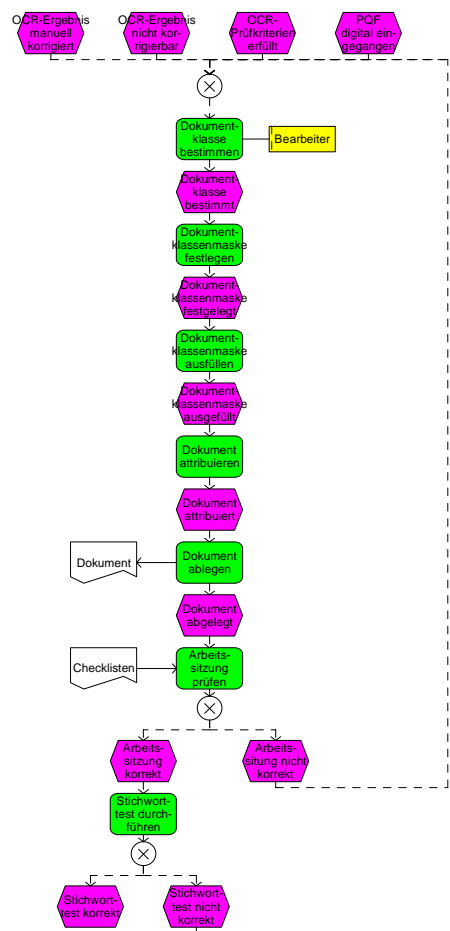 OCR-Ergebnis
manuell
korrigiert
OCR-Ergebnis
nicht kor-
rigierbar
OCR-
Prüfkriterien
erfüllt
PQF
digital ein-
gegangen
Dokument-
klasse
bestimmen
Bearbeiter
Dokument-
klasse
bestimmt
Dokument-
klassenmaske
festlegen
Dokument-
klassenmaske
festgelegt
Dokument-
klassenmaske
ausfüllen
Dokument-
klassenmaske
ausgefüllt
Dokument
attribuieren
Dokument
attribuiert
Dokument
Dokument
ablegen
Dokument
abgelegt
Checklisten
Arbeits-
sitzung
prüfen
Arbeits-
sitzung
korrekt
Arbeits-
situng nicht
korrekt
Stichwort-
test durch-
führen
Stichwort-
test korrekt
Stichwort-
test nicht
korrekt